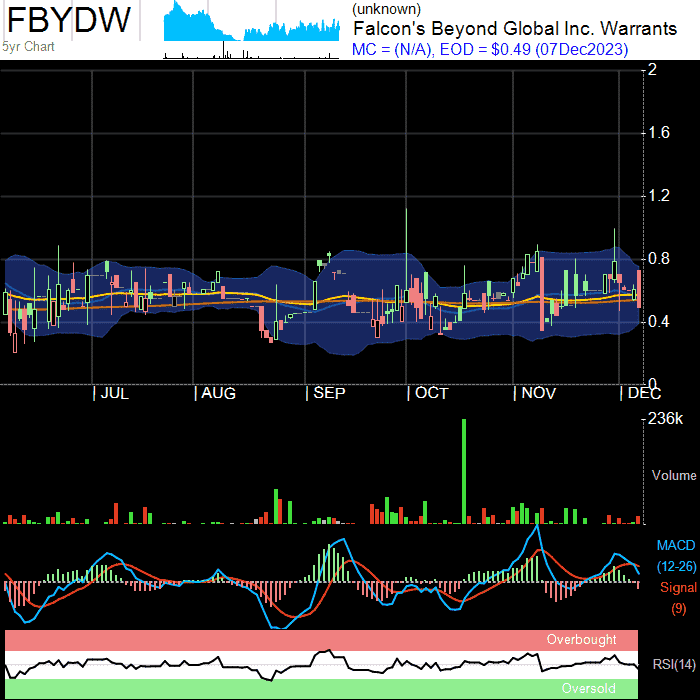 FBYDW
5yr Chart
(unknown)
Falcon's Beyond Global Inc. Warrants
MC = (N/A), EOD = $0.49 (07Dec2023)
2
1.6
1.2
0.8
0.4
0
JUL
AUG
SEP
OCT
NOV
DEC
236k
Volume
MACD
(12-26)
Signal
(9)
Overbought
RSI(14)
Oversold